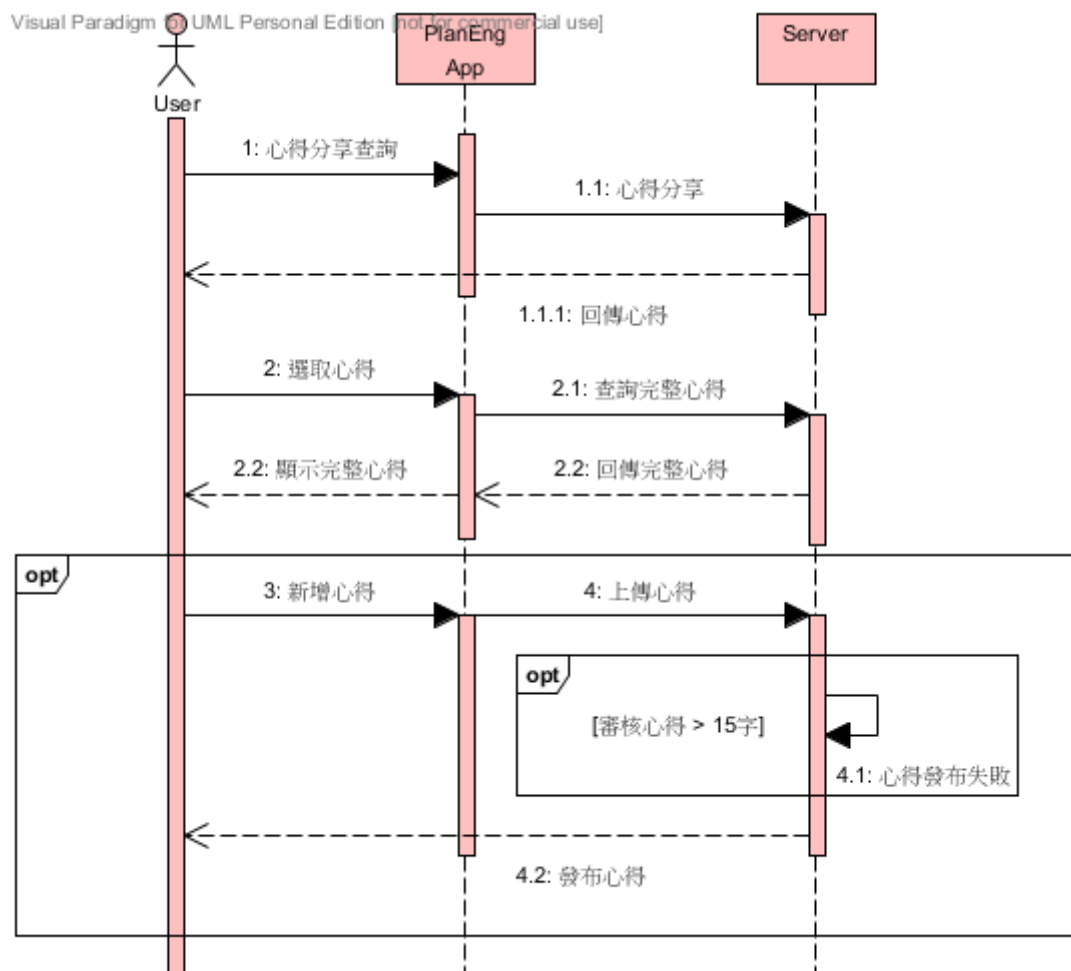 Visual Paradigm for UML Personal Edition [not for commercial use]
User
PlanEng
App
Server
1: 心得分享查詢
1.1: 心得分享
1.1.1: 回傳心得
2: 選取心得
2.1: 查詢完整心得
2.2: 顯示完整心得
2.2: 回傳完整心得
opt
3: 新增心得
4: 上傳心得
opt
[審核心得 > 15字]
4.1: 心得發布失敗
4.2: 發布心得